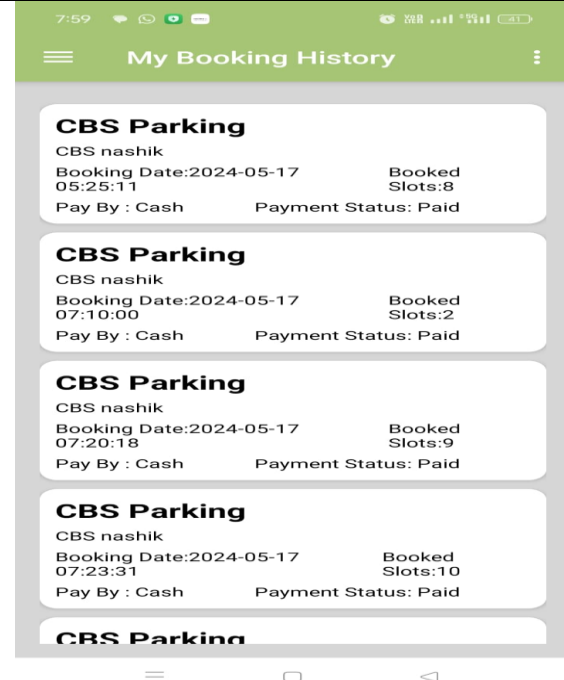 7:59
41
My Booking History
CBS Parking
CBS nashik
Booking Date:2024-05-17 Booked
05:25:11 Slots:8
Pay By : Cash Payment Status: Paid
CBS Parking
CBS nashik
Booking Date:2024-05-17 Booked
07:10:00 Slots:2
Pay By : Cash Payment Status: Paid
CBS Parking
CBS nashik
Booking Date:2024-05-17 Booked
07:20:18 Slots:9
Pay By : Cash Payment Status: Paid
CBS Parking
CBS nashik
Booking Date:2024-05-17 Booked
07:23:31 Slots:10
Pay By : Cash Payment Status: Paid
CBS Parking